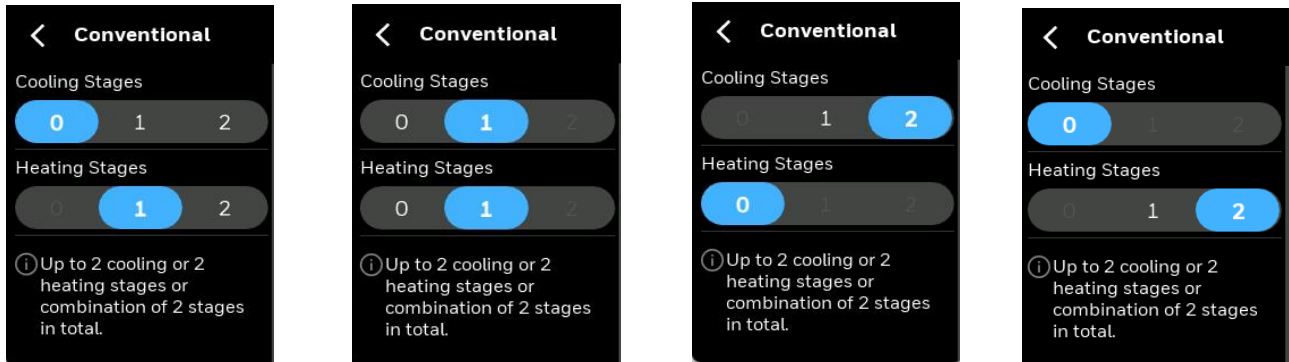 Conventional
Cooling Stages
0 1 2
Heating Stages
0 1 2
Up to 2 cooling or 2
heating stages or
combination of 2 stages
in total.
Conventional
Cooling Stages
0 1 2
Heating Stages
0 1 2
Up to 2 cooling or 2
heating stages or
combination of 2 stages
in total.
Conventional
Cooling Stages
0 1 2
Heating Stages
0 1 2
Up to 2 cooling or 2
heating stages or
combination of 2 stages
in total.
Conventional
Cooling Stages
0 1 2
Heating Stages
0 1 2
Up to 2 cooling or 2
heating stages or
combination of 2 stages
in total.